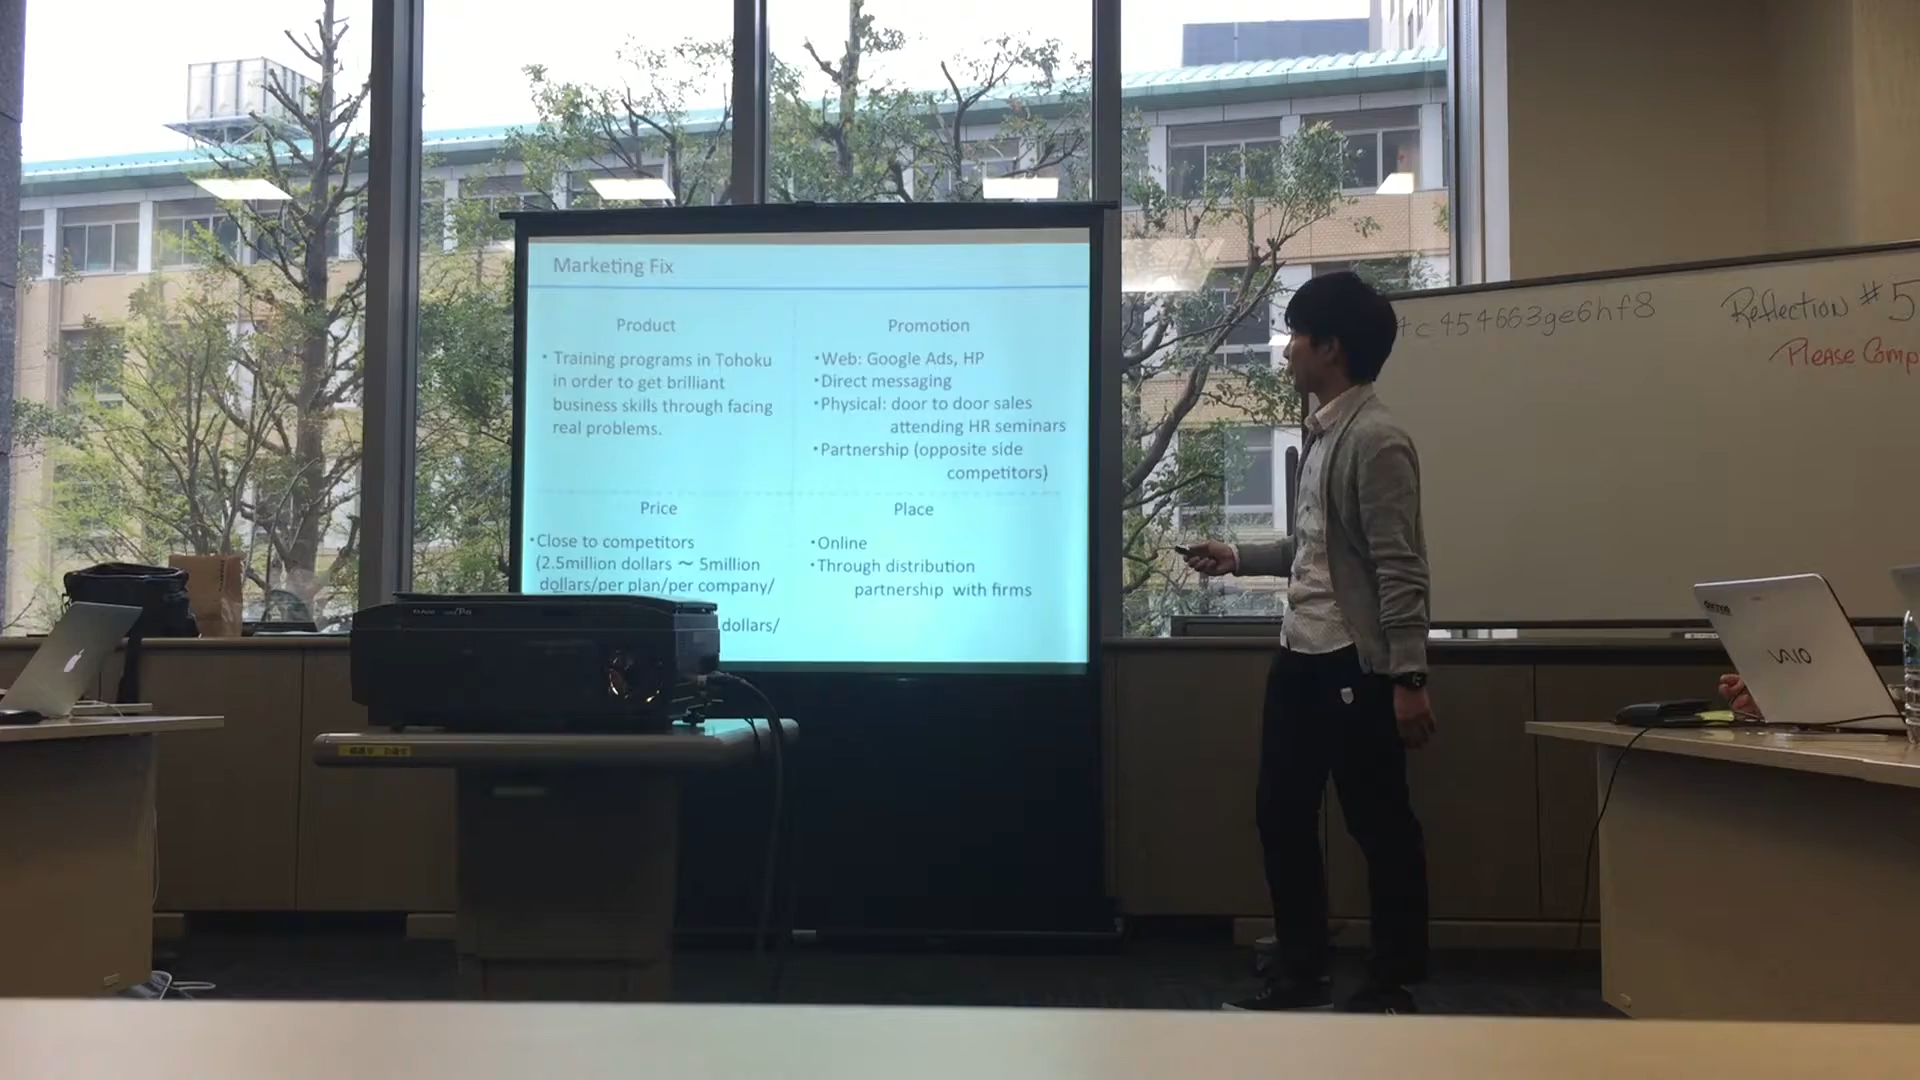 Marketing Fix
Product
• Training programs in Tohoku
in order to get brilliant
business skills through facing
real problems.
Promotion
•Web: Google Ads, HP
•Direct messaging
•Physical: door to door sales
attending HR seminars
•Partnership (opposite side
competitors)
Price
•Close to competitors
(2.5million dollars ～ 5million
dollars/per plan/per company/
dollars/
Place
•Online
•Through distribution
partnership with firms
c454663ge6hf8
Reflection #5
Please Comp
VAIO